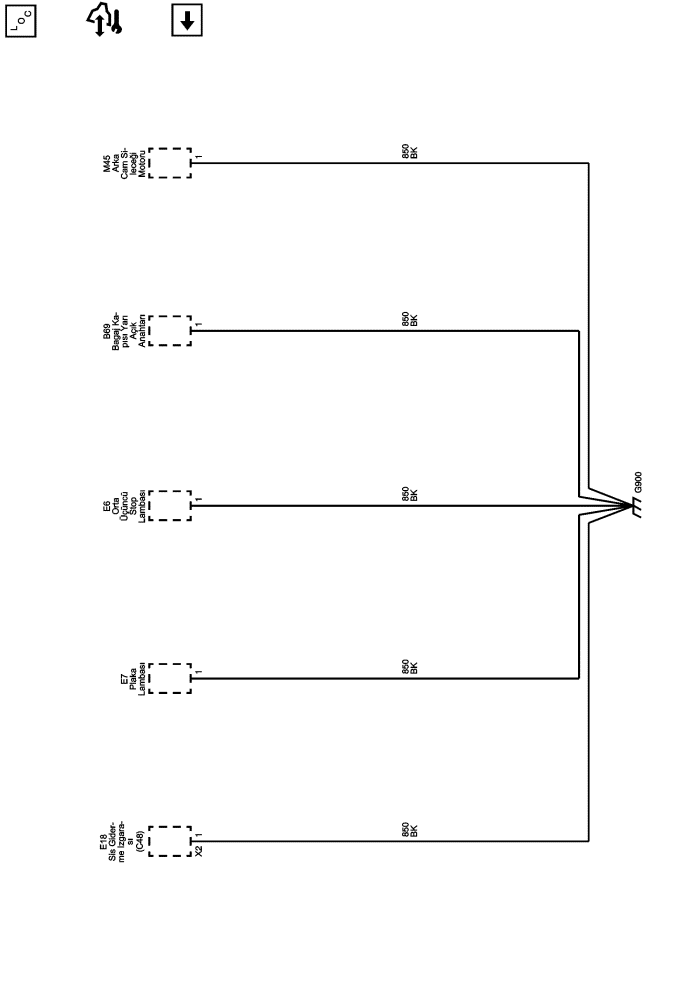 L O C
M45
Arka
Cam Si-
leceği
Motoru
1
850
BK
B69
Bagaj Ka-
pısı Yarı
Açık
Anahtarı
1
850
BK
E6
Orta
Üçüncü
Stop
Lambası
1
850
BK
G900
E7
Plaka
Lambası
1
850
BK
E18
Sis Gider-
me Izgara-
sı
(C48)
1
X2
850
BK